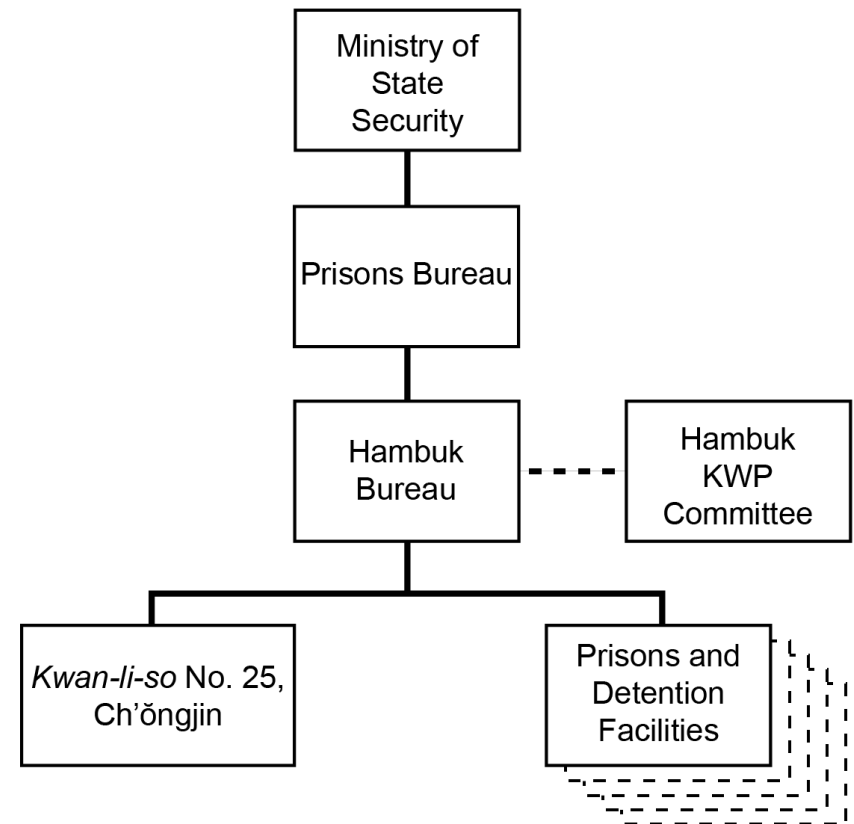 Ministry of
State
Security
Prisons Bureau
Hambuk
Bureau
Hambuk
KWP
Committee
Kwan-li-so No. 25,
Ch’ŏngjin
Prisons and
Detention
Facilities